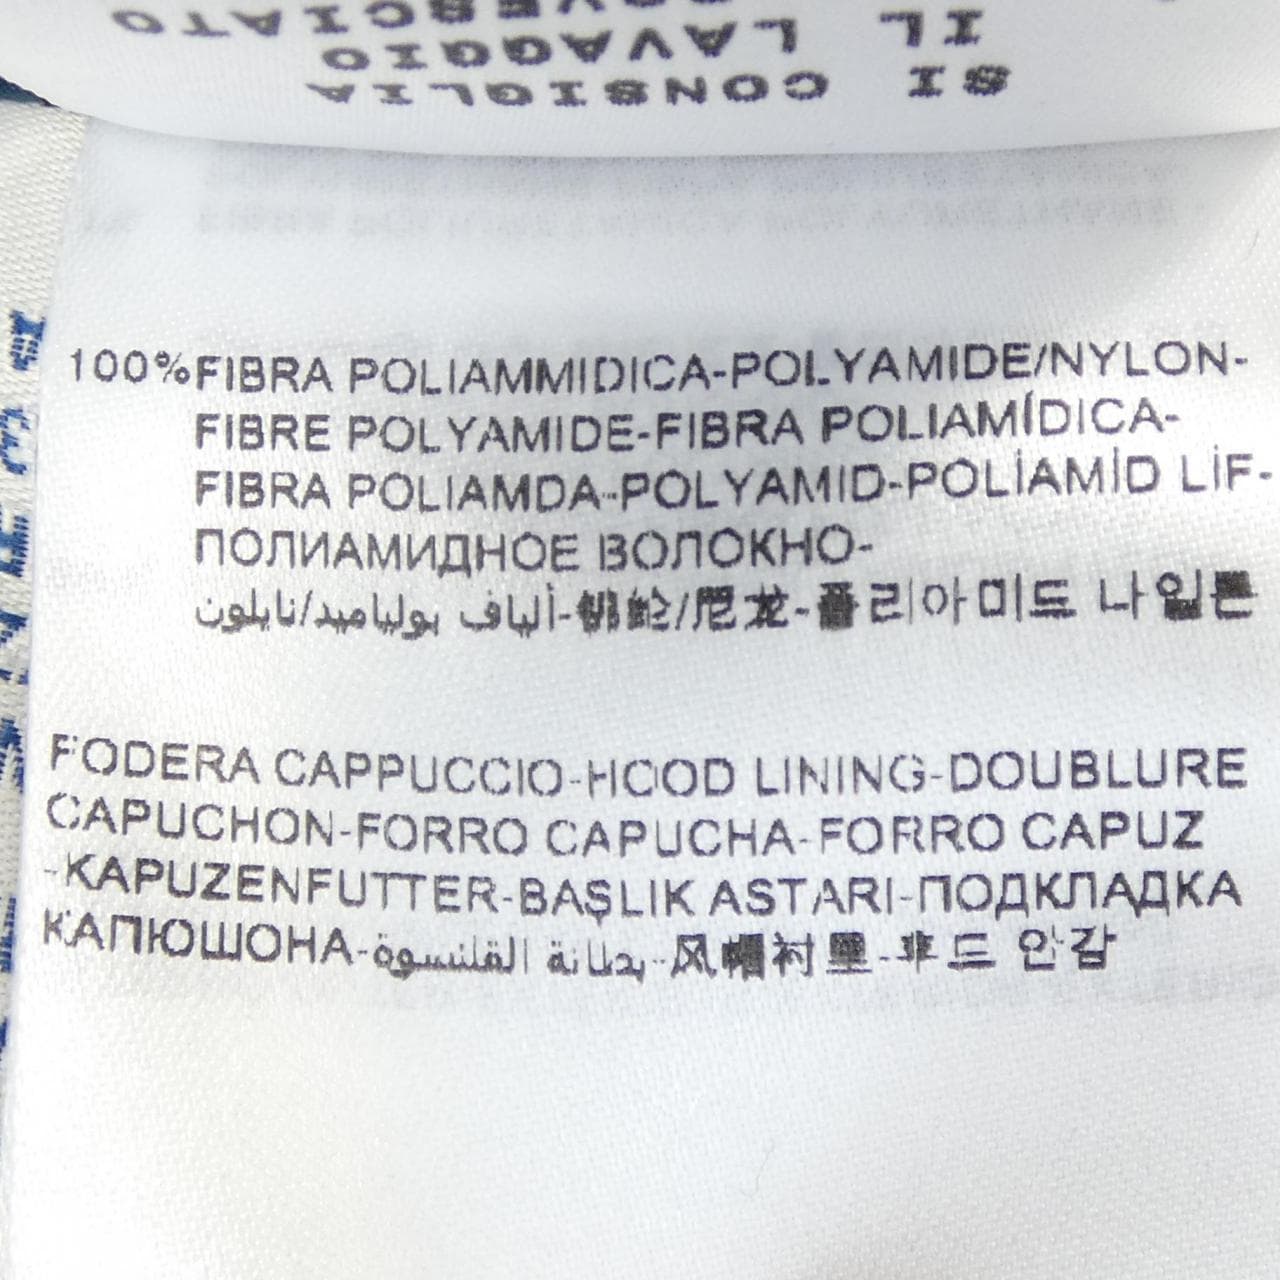 SI CONSIGLIA
IL LAVAGGIO
100%FIBRA POLIAMMIDICA-POLYAMIDE/NYLON-
FIBRE POLYAMIDE-FIBRA POLIAMÍDICA-
FIBRA POLIAMDA-POLYAMID-POLİAMİD LİF-
ПОЛИАМИДНОЕ ВОЛОКНО-
ألياف بولياميد/نايلون-锦纶/尼龙-폴리아미드 나일론
FODERA CAPPUCCIO-HOOD LINING-DOUBLURE
CAPUCHON-FORRO CAPUCHA-FORRO CAPUZ
-KAPUZENFUTTER-BAŞLIK ASTARI-ПОДКЛАДКА
КАПЮШОНА-بطانة القلنسوة-风帽衬里-후드 안감